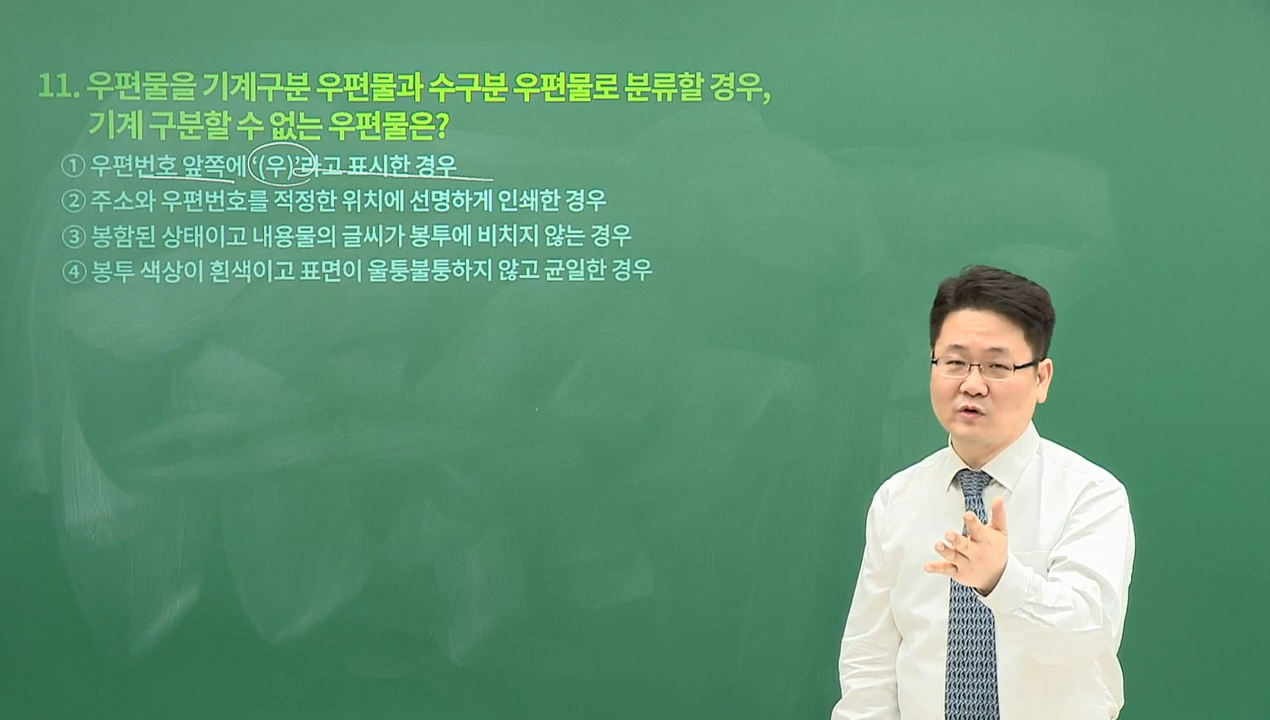 11. 우편물을 기계구분 우편물과 수구분 우편물로 분류할 경우,
기계 구분할 수 없는 우편물은?
① 우편번호 앞쪽에 ‘(우)’라고 표시한 경우
② 주소와 우편번호를 적정한 위치에 선명하게 인쇄한 경우
③ 봉함된 상태이고 내용물의 글씨가 봉투에 비치지 않는 경우
④ 봉투 색상이 흰색이고 표면이 울퉁불퉁하지 않고 균일한 경우